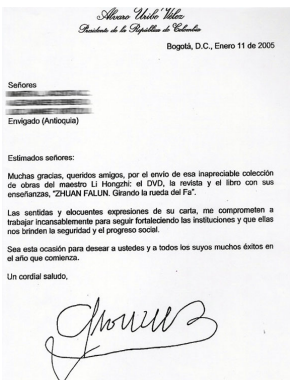 Álvaro Uribe Vélez
Presidente de la República de Colombia
Bogotá, D.C., Enero 11 de 2005
Señores
Envigado (Antioquia)
Estimados señores:
Muchas gracias, queridos amigos, por el envío de esa inapreciable colección
de obras del maestro Li Hongzhi: el DVD, la revista y el libro con sus
enseñanzas, "ZHUAN FALUN. Girando la rueda del Fa".
Las sentidas y elocuentes expresiones de su carta, me comprometen a
trabajar incansablemente para seguir fortaleciendo las instituciones y que ellas
nos brinden la seguridad y el progreso social.
Sea esta ocasión para desear a ustedes y a todos los suyos muchos éxitos en
el año que comienza.
Un cordial saludo,